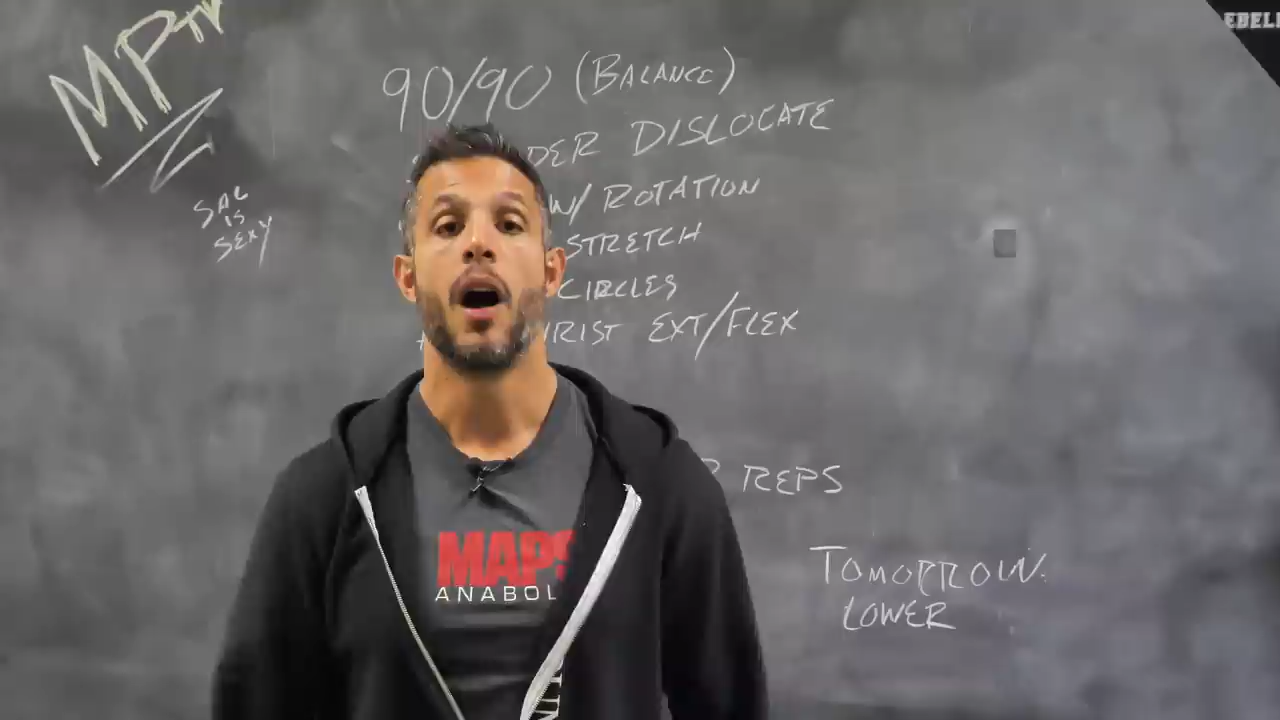 MPTV
SAL
IS
SEXY
90/90 (BALANCE)
DER DISLOCATE
W/ ROTATION
STRETCH
CIRCLES
RIST EXT/FLEX
REPS
TOMORROW:
LOWER
MAPS
ANABOL
EDEL